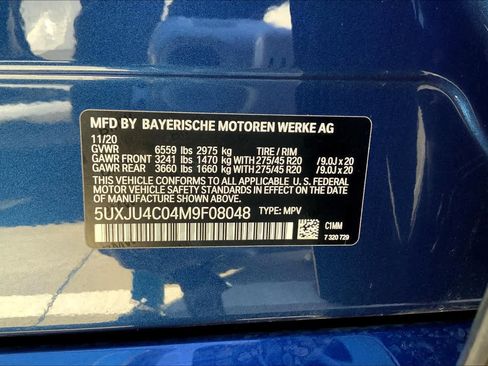 MFD BY BAYERISCHE MOTOREN WERKE AG
11/20
GVWR 6559 lbs 2975 kg TIRE / RIM
GAWR FRONT 3241 lbs 1470 kg WITH 275/45 R20 /9.0J x 20
GAWR REAR 3660 lbs 1660 kg WITH 275/45 R20 /9.0J x 20
THIS VEHICLE CONFORMS TO ALL APPLICABLE
U.S. FEDERAL MOTOR VEHICLE SAFETY
STANDARDS IN EFFECT ON THE DATE OF
MANUFACTURE SHOWN ABOVE.
5UXJU4C04M9F08048 TYPE: MPV
C1MM
7 320 729